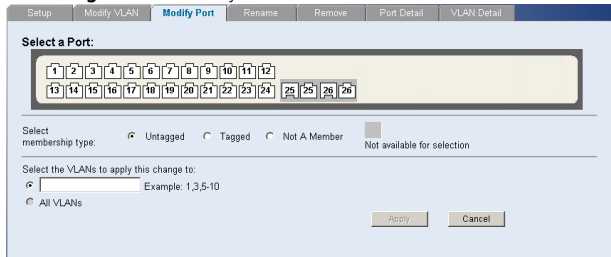 Setup Modify VLAN Modify Port Rename Remove Port Detail VLAN Detail
Select a Port:
1 2 3 4 5 6 7 8 9 10 11 12
13 14 15 16 17 18 19 20 21 22 23 24 25 25 26 26
Select membership type: Untagged Tagged Not A Member
Not available for selection
Select the VLANs to apply this change to:
Example: 1,3,5-10
All VLANs
Apply Cancel